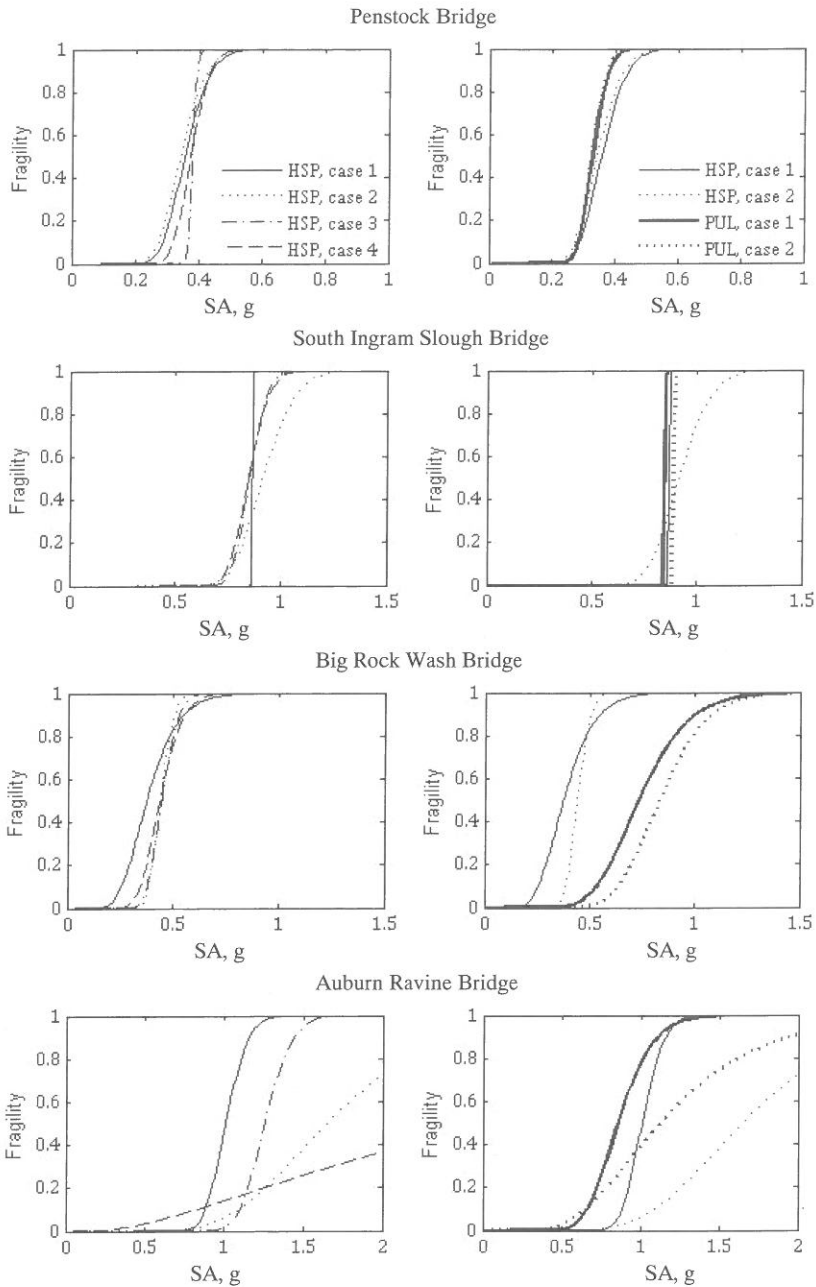 Penstock Bridge
Fragility
1
0.8
0.6
0.4
0.2
0
HSP, case 1
HSP, case 2
HSP, case 3
HSP, case 4
0 0.2 0.4 0.6 0.8 1
SA, g
Fragility
1
0.8
0.6
0.4
0.2
0
HSP, case 1
HSP, case 2
PUL, case 1
PUL, case 2
0 0.2 0.4 0.6 0.8 1
SA, g
South Ingram Slough Bridge
Fragility
1
0.8
0.6
0.4
0.2
0
0 0.5 1 1.5
SA, g
Fragility
1
0.8
0.6
0.4
0.2
0
0 0.5 1 1.5
SA, g
Big Rock Wash Bridge
Fragility
1
0.8
0.6
0.4
0.2
0
0 0.5 1 1.5
SA, g
Fragility
1
0.8
0.6
0.4
0.2
0
0 0.5 1 1.5
SA, g
Auburn Ravine Bridge
Fragility
1
0.8
0.6
0.4
0.2
0
0 0.5 1 1.5 2
SA, g
Fragility
1
0.8
0.6
0.4
0.2
0
0 0.5 1 1.5 2
SA, g